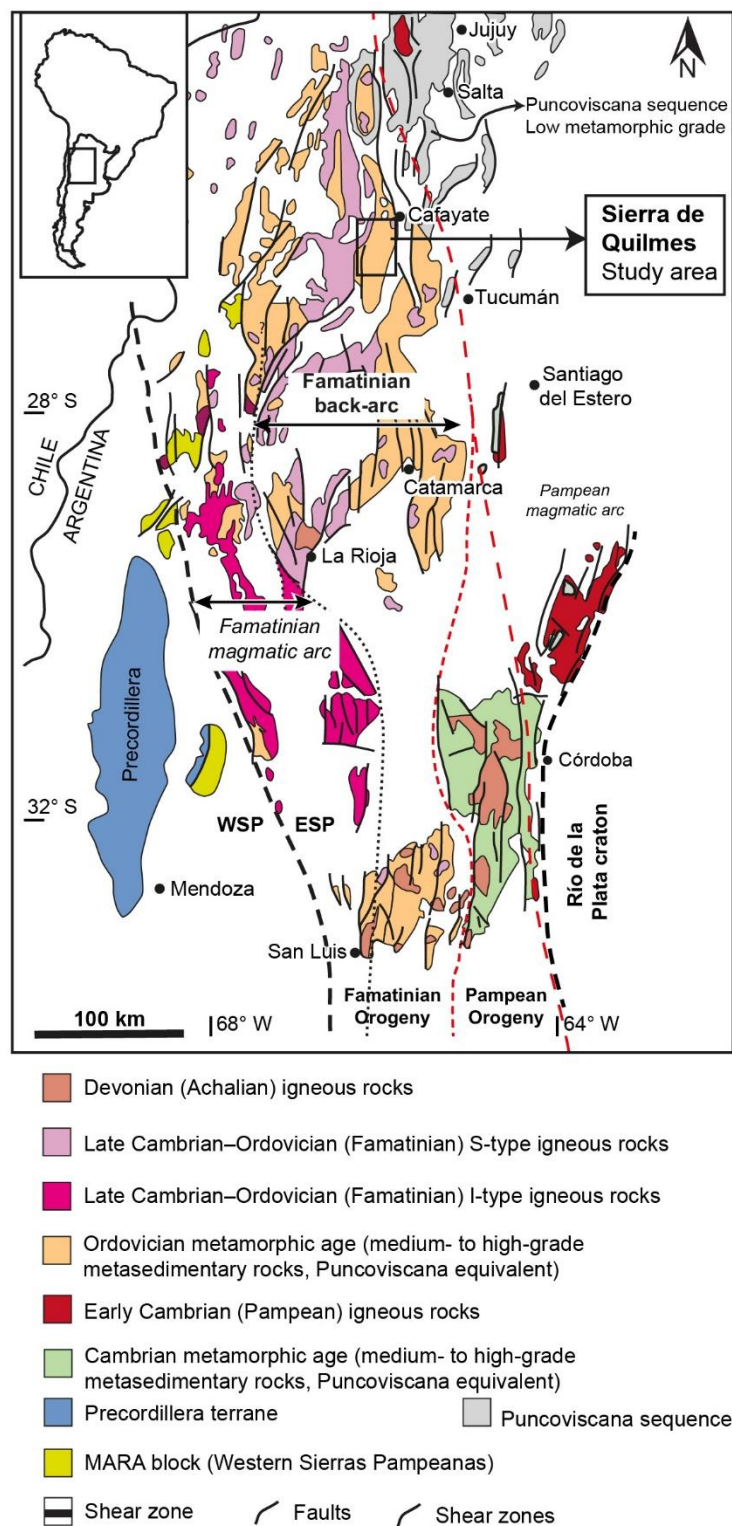 Jujuy
N
Salta
Puncoviscana sequence
Low metamorphic grade
Cafayate
Sierra de
Quilmes
Study area
Tucumán
?
Famatinian
back-arc
Santiago
del Estero
28° S
CHILE
ARGENTINA
Catamarca
Pampean
magmatic arc
La Rioja
Famatinian
magmatic arc
Precordillera
Córdoba
32° S
WSP
ESP
Río de la
Plata craton
Mendoza
San Luis
Famatinian
Orogeny
Pampean
Orogeny
100 km
68° W
64° W
Devonian (Achalian) igneous rocks
Late Cambrian–Ordovician (Famatinian) S-type igneous rocks
Late Cambrian–Ordovician (Famatinian) I-type igneous rocks
Ordovician metamorphic age (medium- to high-grade
metasedimentary rocks, Puncoviscana equivalent)
Early Cambrian (Pampean) igneous rocks
Cambrian metamorphic age (medium- to high-grade
metasedimentary rocks, Puncoviscana equivalent)
Precordillera terrane
Puncoviscana sequence
MARA block (Western Sierras Pampeanas)
Shear zone
Faults
Shear zones